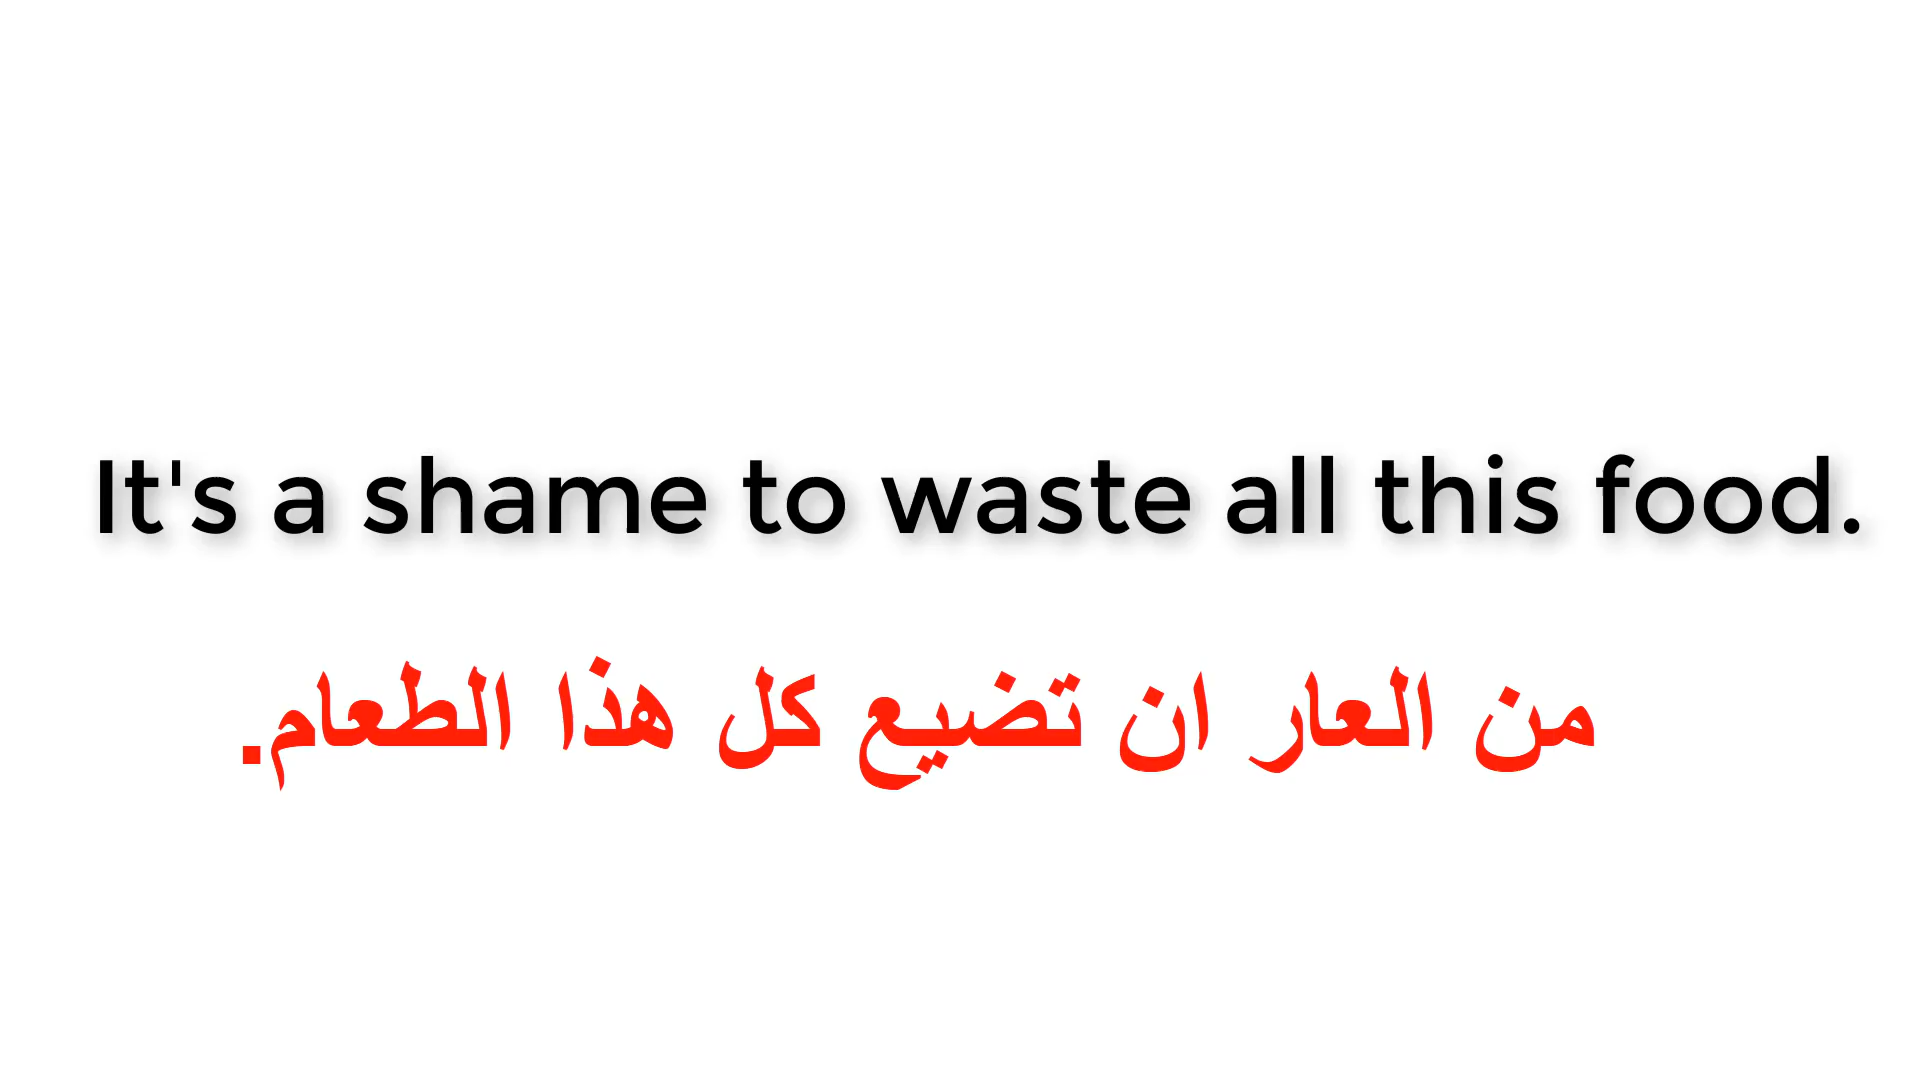 It's a shame to waste all this food.
من العار ان تضيع كل هذا الطعام.